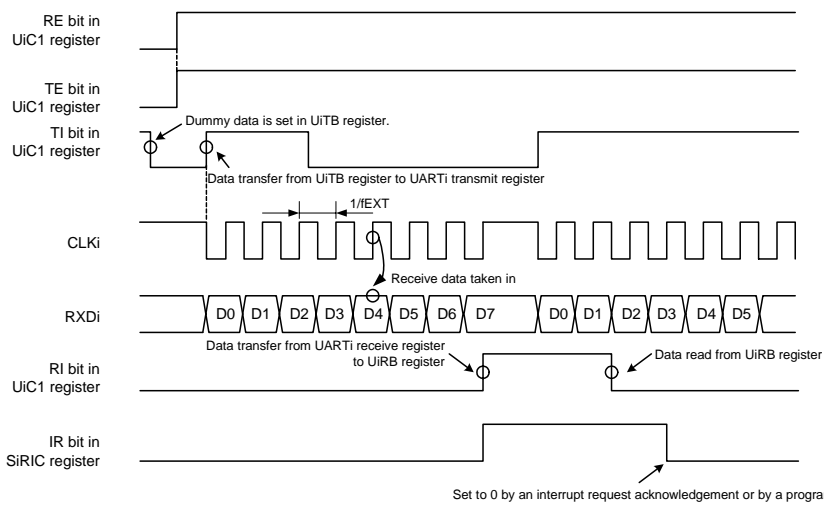 RE bit in
UiC1 register
TE bit in
UiC1 register
TI bit in
UiC1 register
Dummy data is set in UiTB register.
Data transfer from UiTB register to UARTi transmit register
1/fEXT
CLKi
Receive data taken in
RXDi
D0 D1 D2 D3 D4 D5 D6 D7 D0 D1 D2 D3 D4 D5
Data transfer from UARTi receive register
to UiRB register
Data read from UiRB register
RI bit in
UiC1 register
IR bit in
SiRIC register
Set to 0 by an interrupt request acknowledgement or by a progra